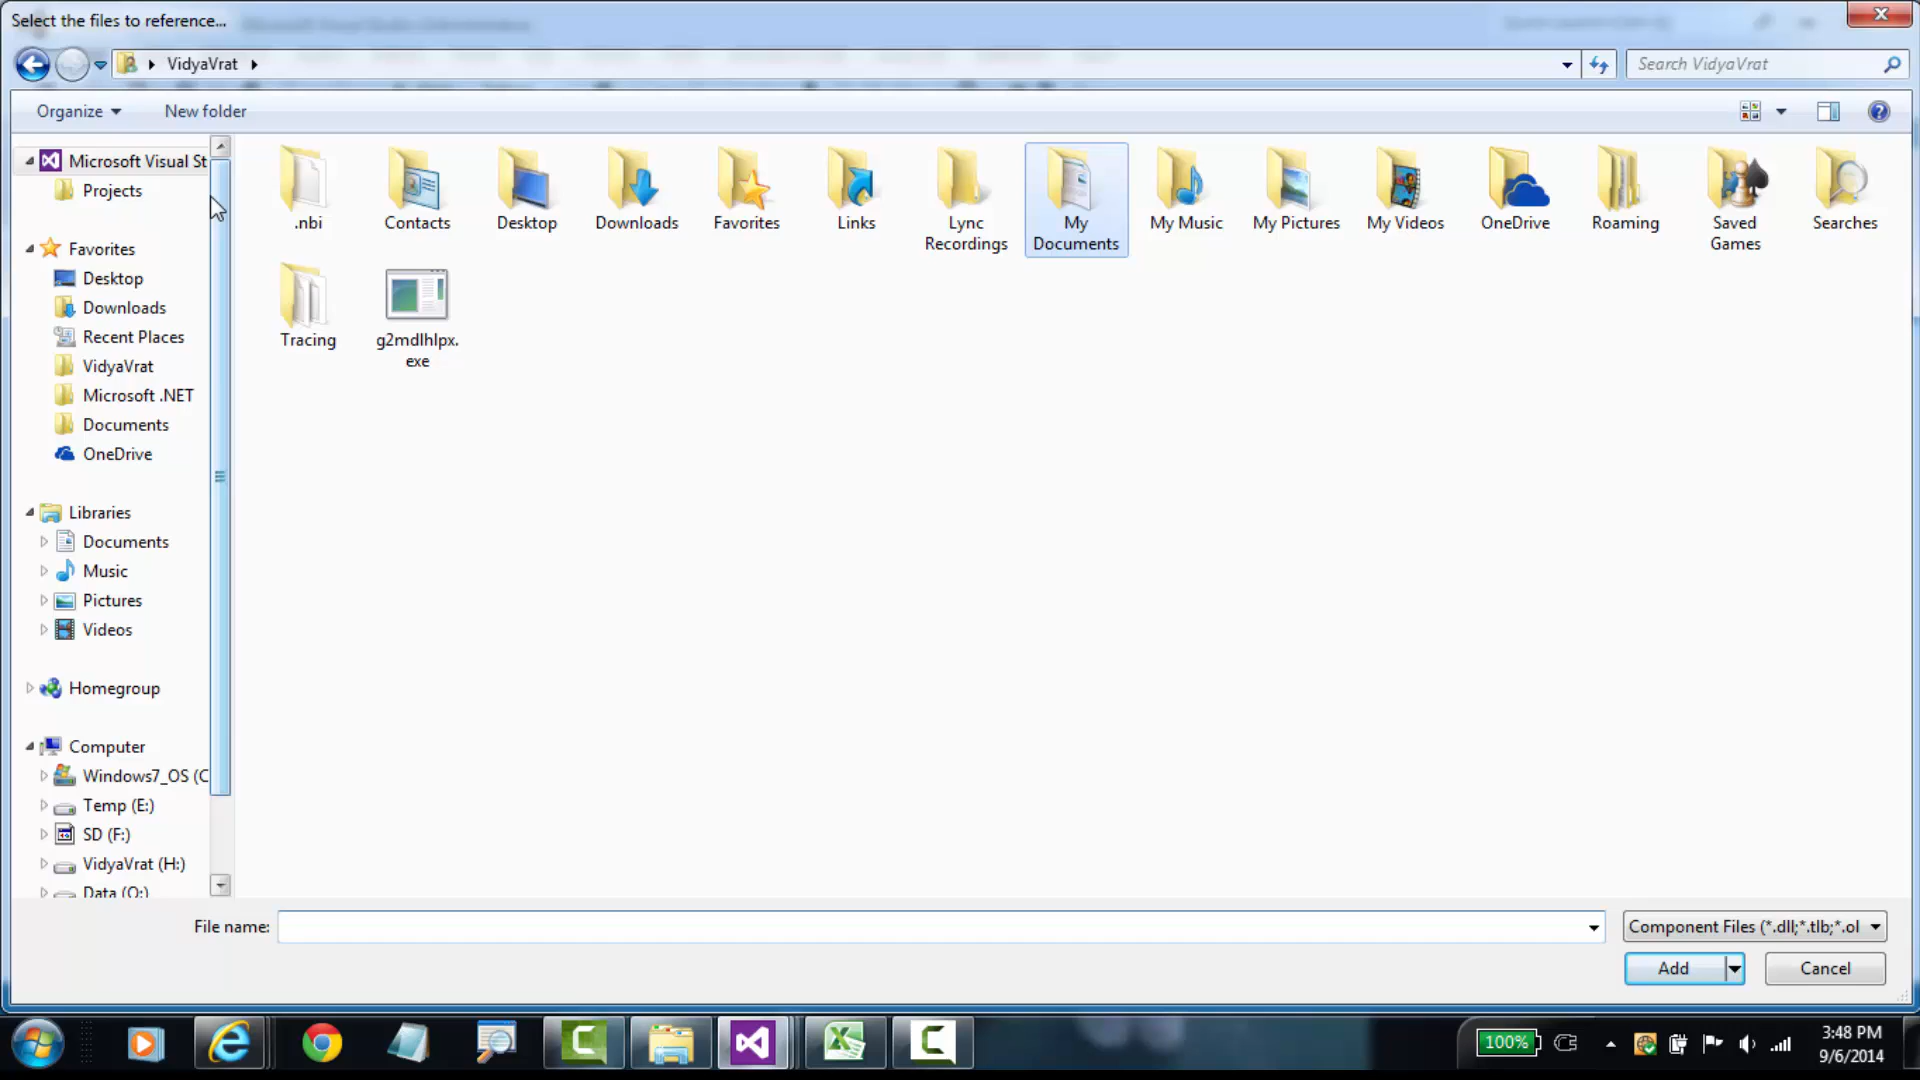 Select the files to reference...
VidyaVrat
Search VidyaVrat
Organize
New folder
Microsoft Visual St
Projects
Favorites
Desktop
Downloads
Recent Places
VidyaVrat
Microsoft .NET
Documents
OneDrive
Libraries
Documents
Music
Pictures
Videos
Homegroup
Computer
Windows7_OS (C
Temp (E:)
SD (F:)
VidyaVrat (H:)
Data (O:)
.nbi
Contacts
Desktop
Downloads
Favorites
Links
Lync
Recordings
My
Documents
My Music
My Pictures
My Videos
OneDrive
Roaming
Saved
Games
Searches
Tracing
g2mdlhlpx.
exe
File name:
Component Files (*.dll;*.tlb;*.ol
Add
Cancel
100%
3:48 PM
9/6/2014